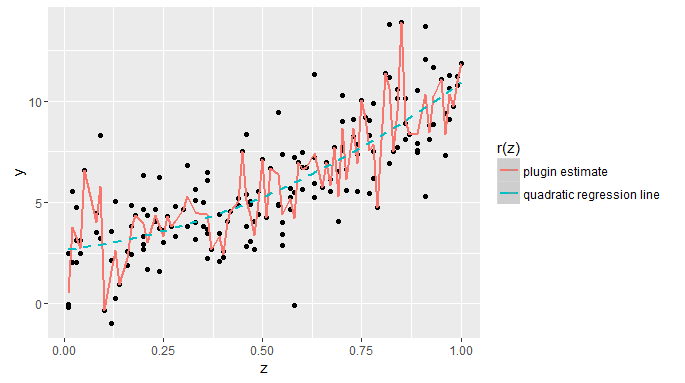 y
10
5
0
0.00
0.25
0.50
0.75
1.00
z
r(z)
plugin estimate
quadratic regression line